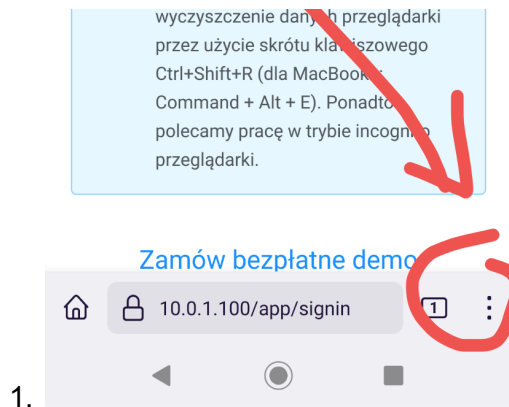 wyczyszczenie danych przeglądarki
przez użycie skrótu klawiszowego
Ctrl+Shift+R (dla MacBook
Command + Alt + E). Ponadto
polecamy pracę w trybie incognito
przeglądarki.
Zamów bezpłatne demo
10.0.1.100/app/signin
1
1.